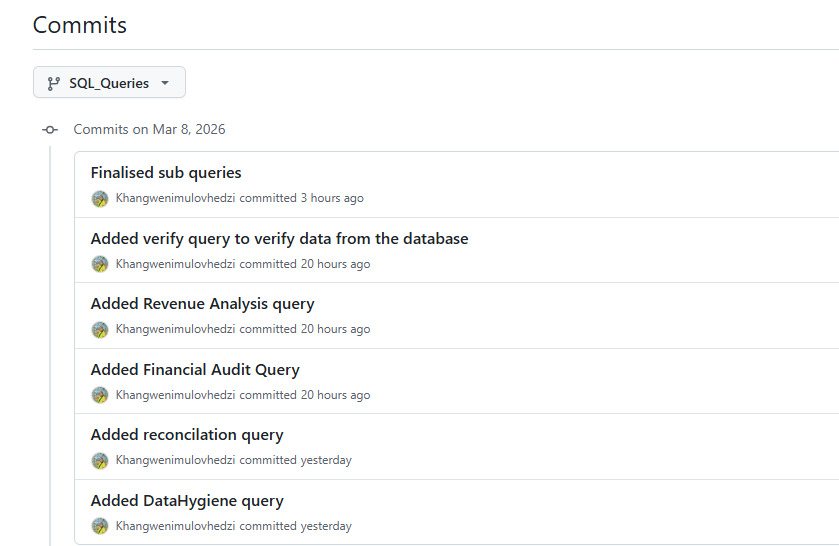 Commits
SQL_Queries
Commits on Mar 8, 2026
Finalised sub queries
Khangwenimulovhedzi committed 3 hours ago
Added verify query to verify data from the database
Khangwenimulovhedzi committed 20 hours ago
Added Revenue Analysis query
Khangwenimulovhedzi committed 20 hours ago
Added Financial Audit Query
Khangwenimulovhedzi committed 20 hours ago
Added reconcilation query
Khangwenimulovhedzi committed yesterday
Added DataHygiene query
Khangwenimulovhedzi committed yesterday